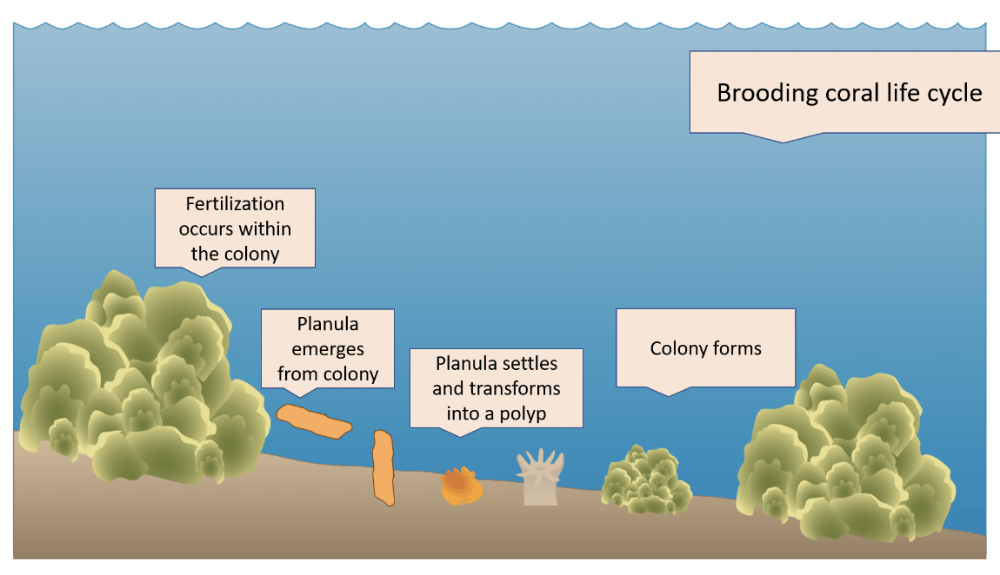 Brooding coral life cycle
Fertilization
occurs within
the colony
Planula
emerges
from colony
Planula settles
and transforms
into a polyp
Colony forms